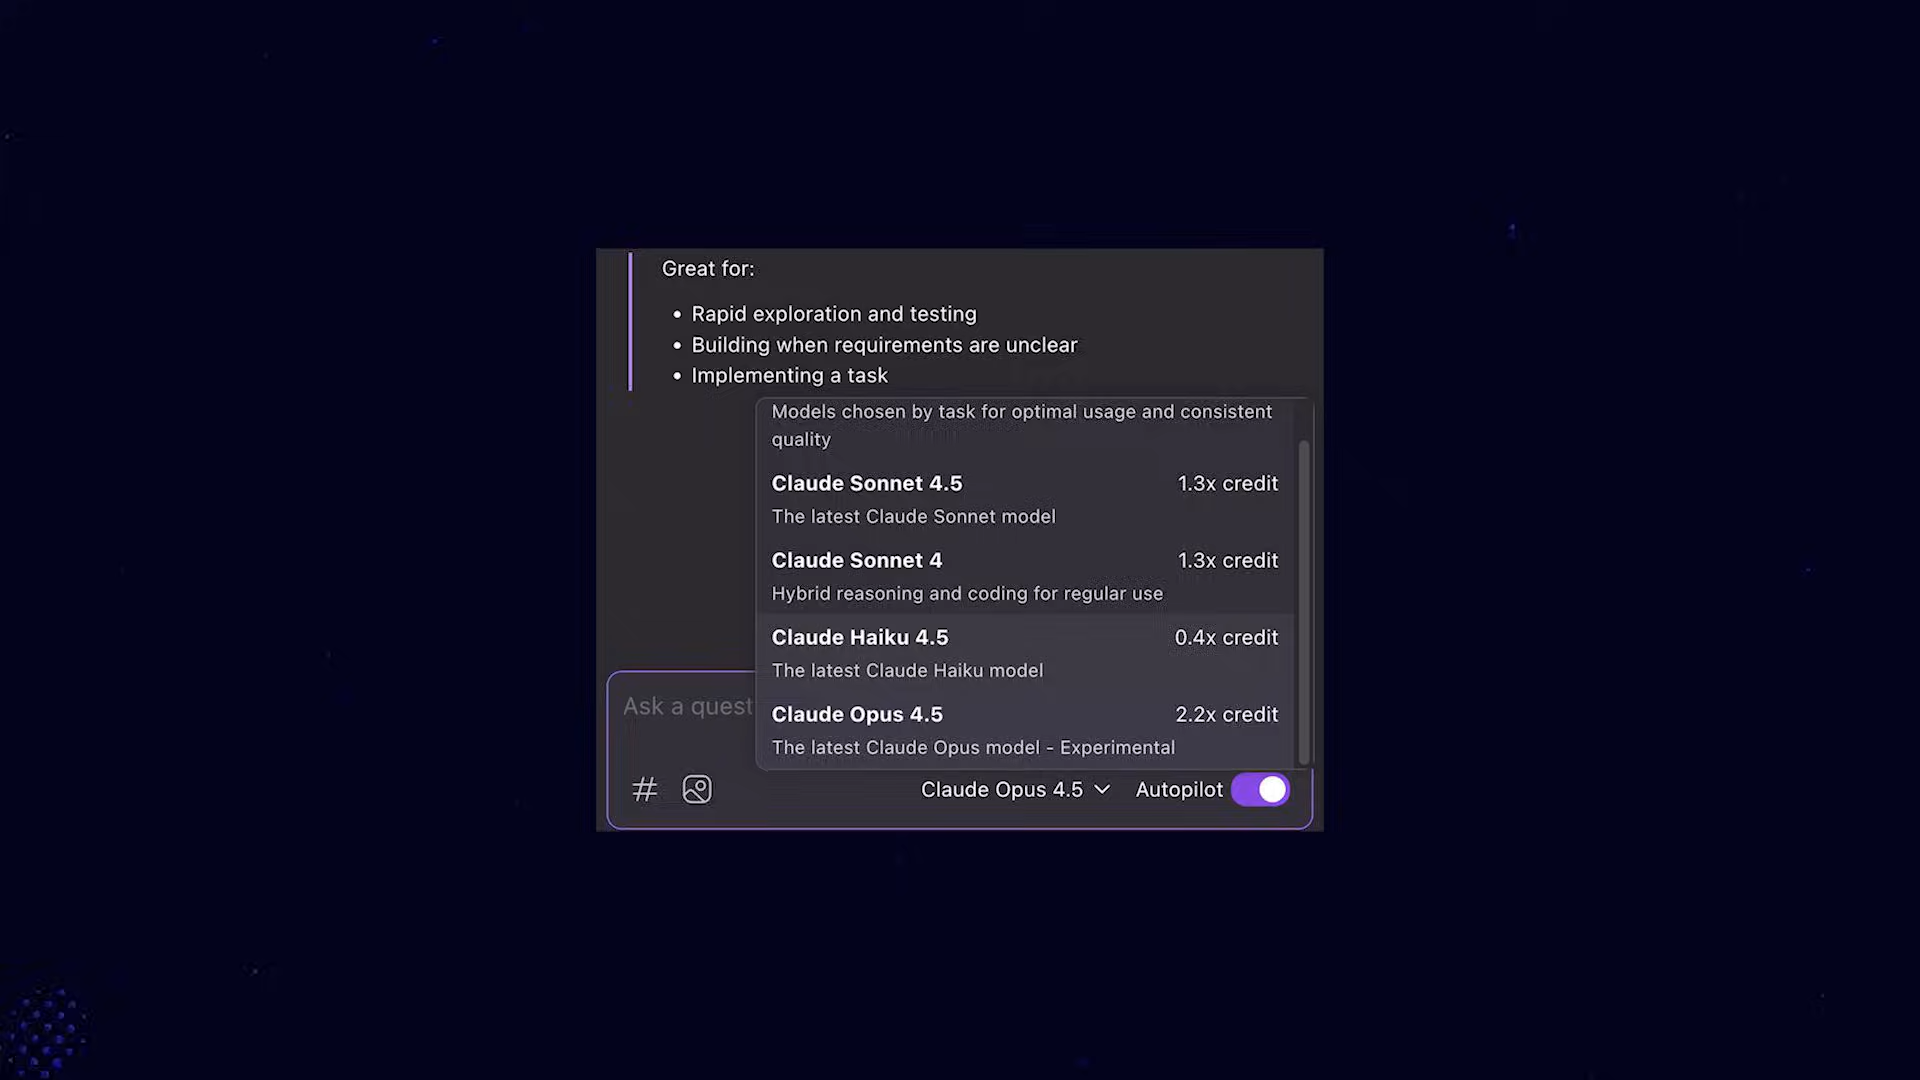 Great for:
• Rapid exploration and testing
• Building when requirements are unclear
• Implementing a task
Models chosen by task for optimal usage and consistent
quality
Claude Sonnet 4.5 1.3x credit
The latest Claude Sonnet model
Claude Sonnet 4 1.3x credit
Hybrid reasoning and coding for regular use
Claude Haiku 4.5 0.4x credit
The latest Claude Haiku model
Claude Opus 4.5 2.2x credit
The latest Claude Opus model - Experimental
Ask a quest
# Claude Opus 4.5 Autopilot